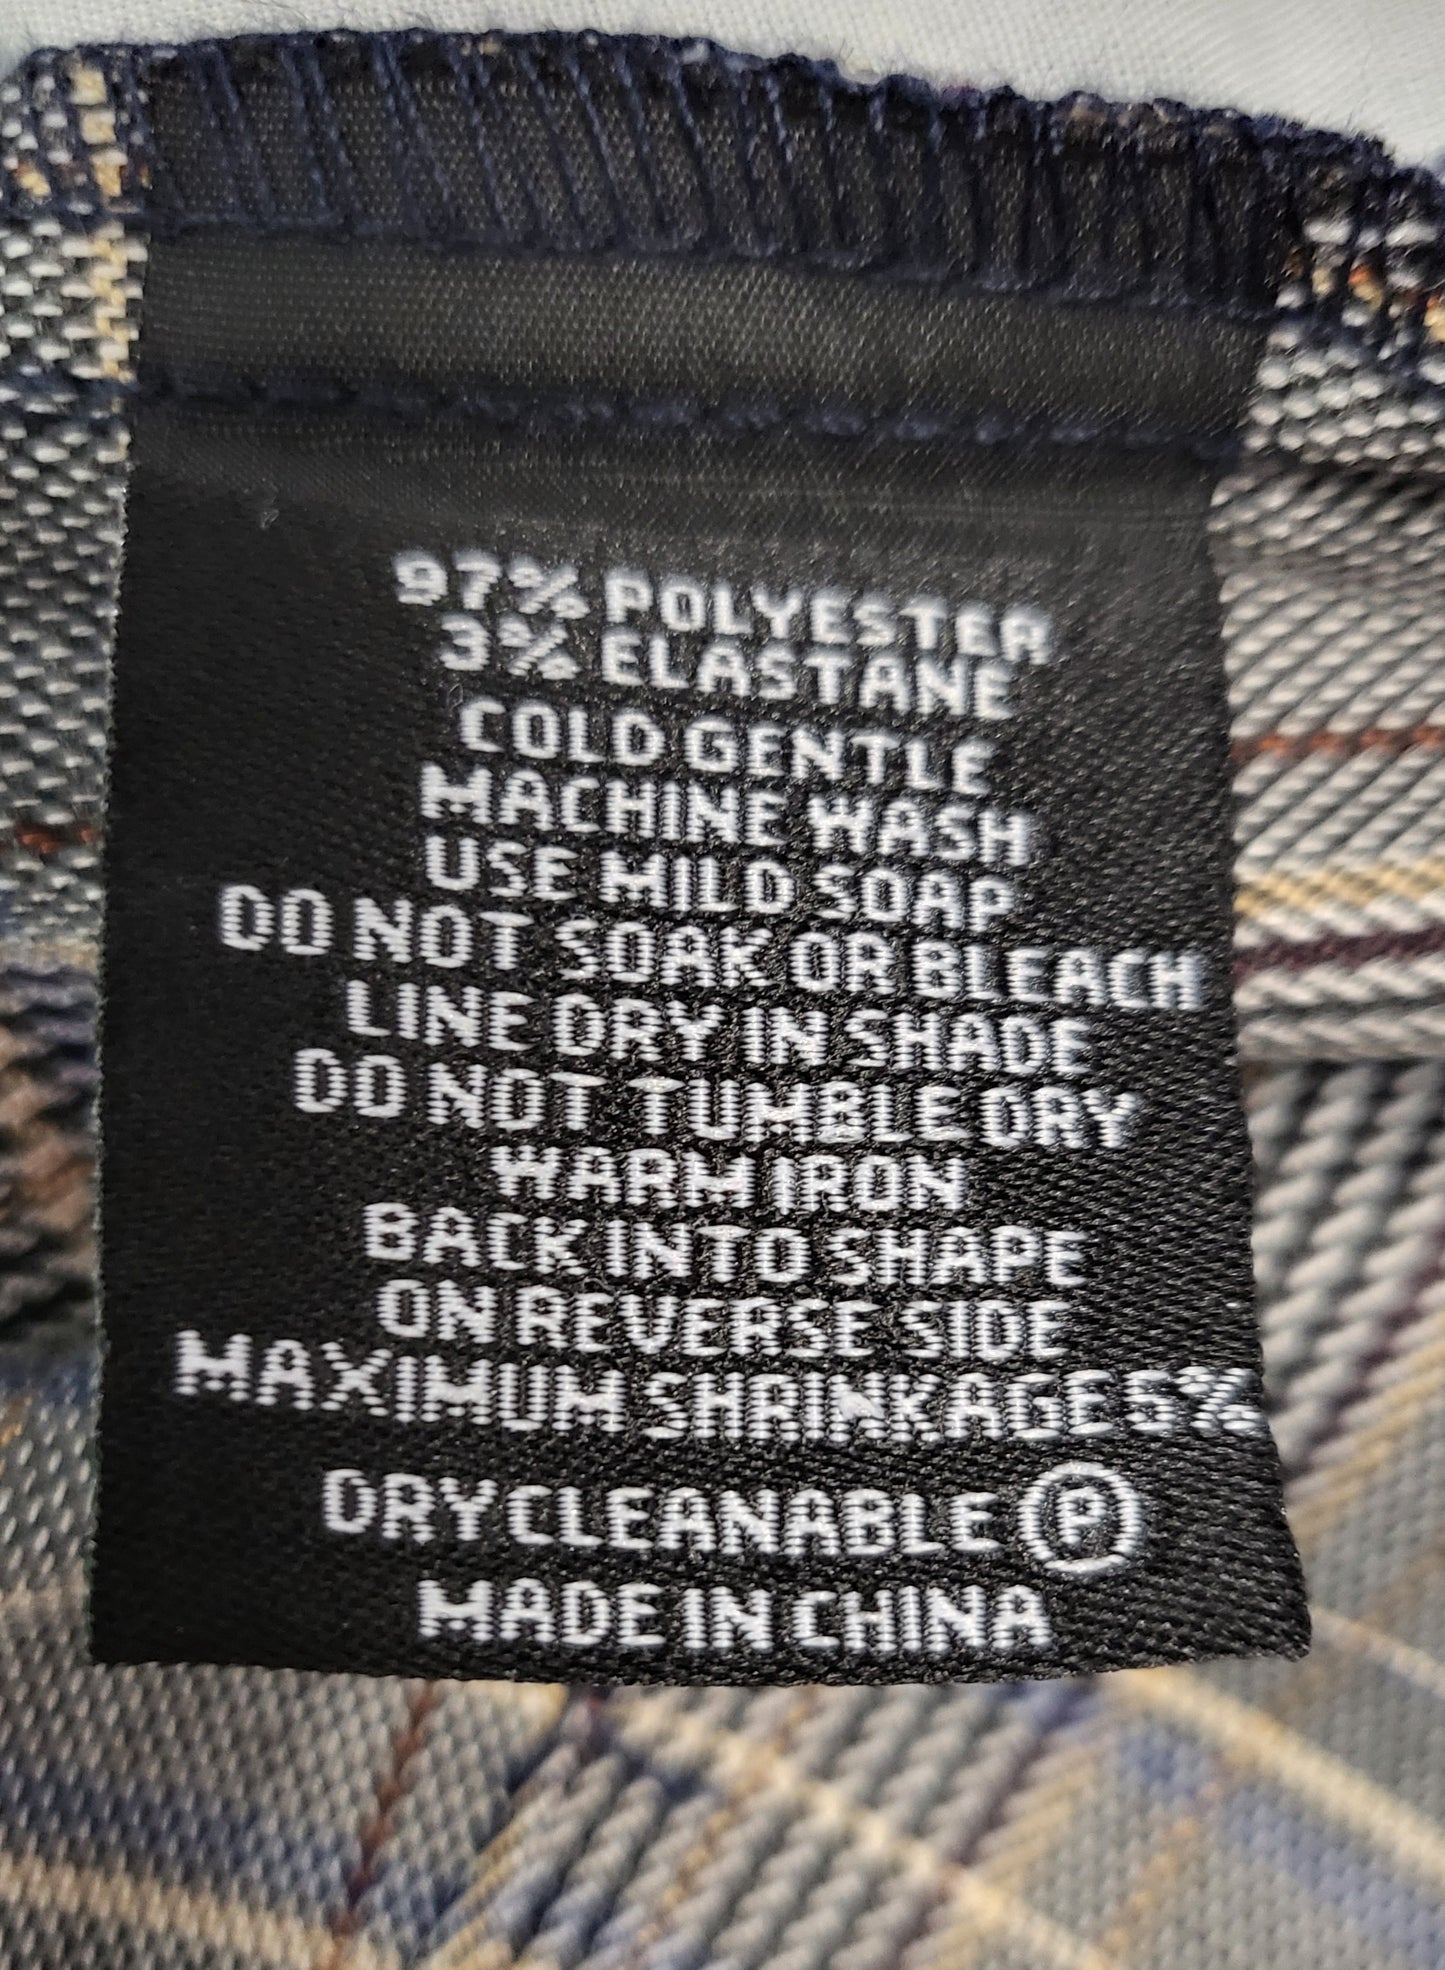 97% POLYESTER
3% ELASTANE
COLD GENTLE
MACHINE WASH
USE MILD SOAP
DO NOT SOAK OR BLEACH
LINE DRY IN SHADE
DO NOT TUMBLE DRY
WARM IRON
BACK INTO SHAPE
ON REVERSE SIDE
MAXIMUM SHRINKAGE 5%
DRYCLEANABLE P
MADE IN CHINA